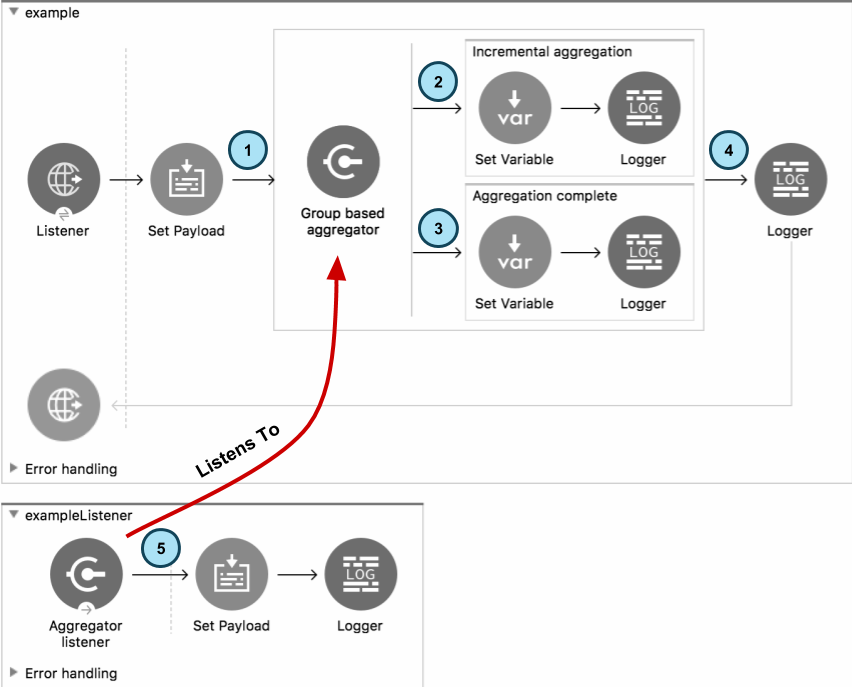 example
Incremental aggregation
1
2
var
LOG
4
LOG
Set Variable
Logger
Listener
Set Payload
Group based
aggregator
Logger
Aggregation complete
3
var
LOG
Set Variable
Logger
Listens To
Error handling
exampleListener
5
LOG
Aggregator
listener
Set Payload
Logger
Error handling